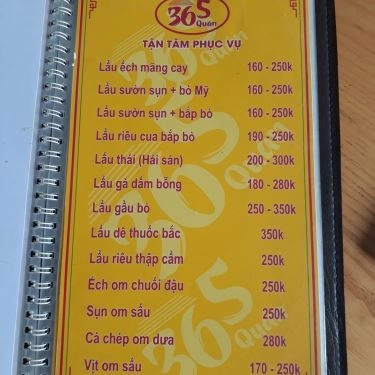 365
Quán
TẬN TÂM PHỤC VỤ
Lẩu ếch măng cay 160 - 250k
Lẩu sườn sụn + bò Mỹ 160 - 250k
Lẩu sườn sụn + bắp bò 160 - 250k
Lẩu riêu cua bắp bò 190 - 250k
Lẩu thái (Hải sản) 200 - 300k
Lẩu gà dấm bỗng 180 - 280k
Lẩu gầu bò 250 - 350k
Lẩu dê thuốc bắc 350k
Lẩu riêu thập cẩm 250k
Ếch om chuối đậu 250k
Sụn om sấu 250k
Cá chép om dưa 280k
Vịt om sấu 170 - 250k